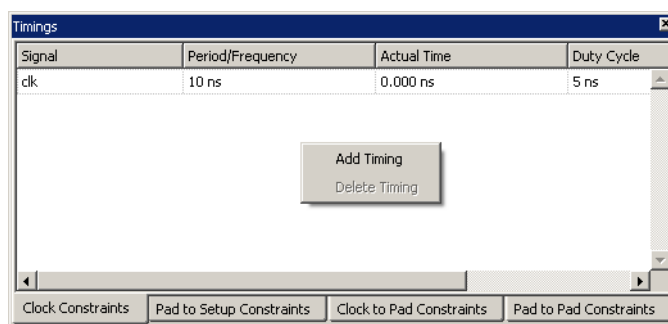 Timings
Signal Period/Frequency Actual Time Duty Cycle
clk 10 ns 0.000 ns 5 ns
Add Timing
Delete Timing
Clock Constraints Pad to Setup Constraints Clock to Pad Constraints Pad to Pad Constraints